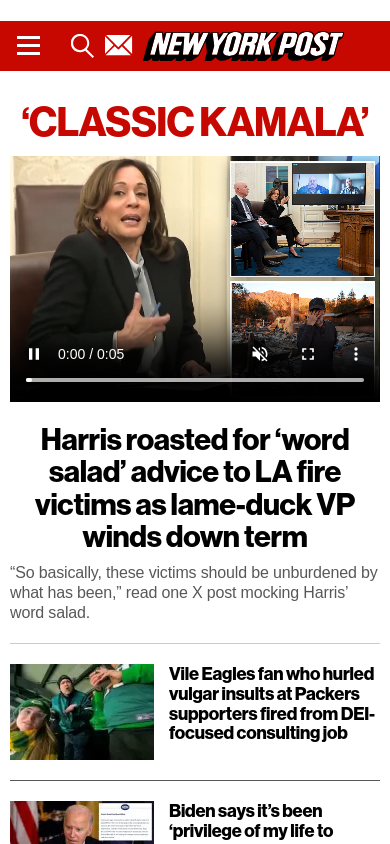 NEW YORK POST
‘CLASSIC KAMALA’
0:00 / 0:05
Harris roasted for ‘word
salad’ advice to LA fire
victims as lame-duck VP
winds down term
“So basically, these victims should be unburdened by
what has been,” read one X post mocking Harris’
word salad.
Vile Eagles fan who hurled
vulgar insults at Packers
supporters fired from DEI-
focused consulting job
Biden says it’s been
‘privilege of my life to